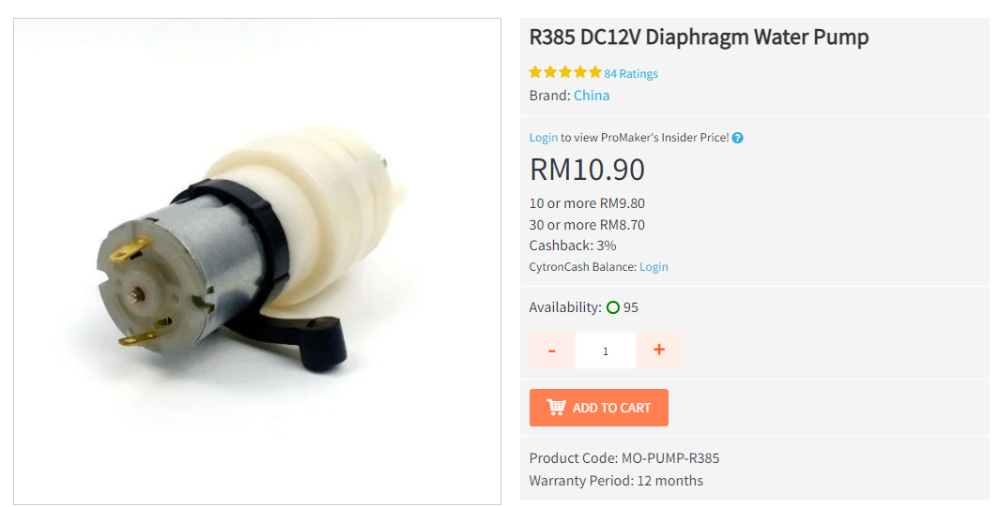 R385 DC12V Diaphragm Water Pump
84 Ratings
Brand: China
Login to view ProMaker's Insider Price! ?
RM10.90
10 or more RM9.80
30 or more RM8.70
Cashback: 3%
CytronCash Balance: Login
Availability: 95
- 1 +
ADD TO CART
Product Code: MO-PUMP-R385
Warranty Period: 12 months